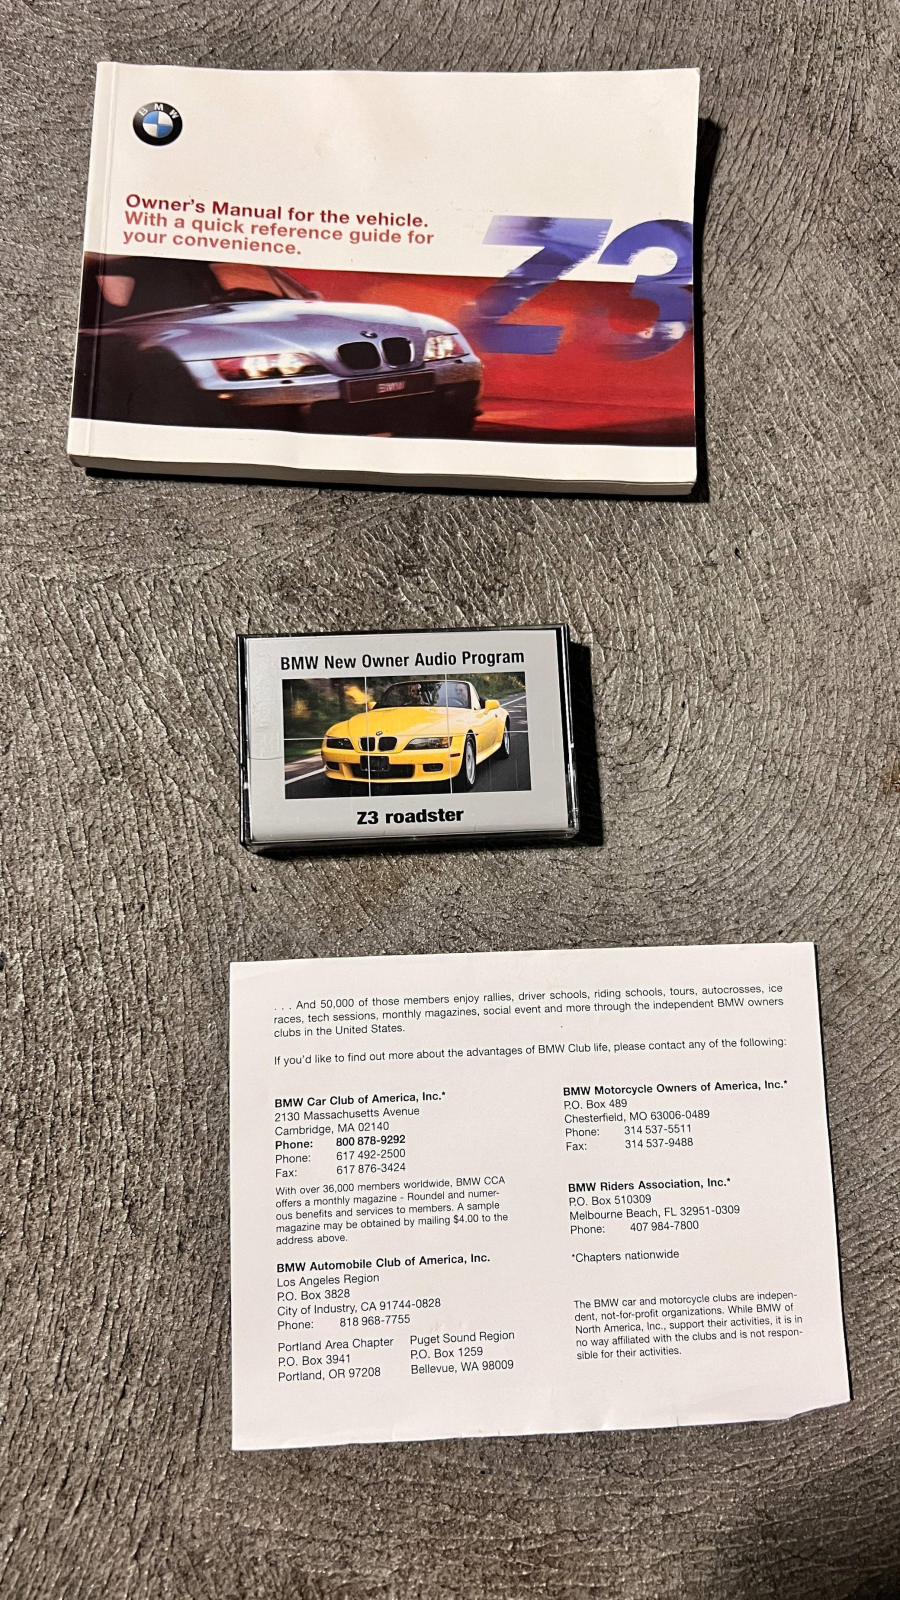 BMW
Owner's Manual for the vehicle.
With a quick reference guide for
your convenience.
Z3
BMW
BMW New Owner Audio Program
Z3 roadster
. . . And 50,000 of those members enjoy rallies, driver schools, riding schools, tours, autocrosses, ice
races, tech sessions, monthly magazines, social event and more through the independent BMW owners
clubs in the United States.
If you'd like to find out more about the advantages of BMW Club life, please contact any of the following:
BMW Car Club of America, Inc.*
2130 Massachusetts Avenue
Cambridge, MA 02140
Phone: 800 878-9292
Phone: 617 492-2500
Fax: 617 876-3424
With over 36,000 members worldwide, BMW CCA
offers a monthly magazine - Roundel and numer-
ous benefits and services to members. A sample
magazine may be obtained by mailing $4.00 to the
address above.
BMW Automobile Club of America, Inc.
Los Angeles Region
P.O. Box 3828
City of Industry, CA 91744-0828
Phone: 818 968-7755
Portland Area Chapter
P.O. Box 3941
Portland, OR 97208
Puget Sound Region
P.O. Box 1259
Bellevue, WA 98009
BMW Motorcycle Owners of America, Inc.*
P.O. Box 489
Chesterfield, MO 63006-0489
Phone: 314 537-5511
Fax: 314 537-9488
BMW Riders Association, Inc.*
P.O. Box 510309
Melbourne Beach, FL 32951-0309
Phone: 407 984-7800
*Chapters nationwide
The BMW car and motorcycle clubs are indepen-
dent, not-for-profit organizations. While BMW of
North America, Inc., support their activities, it is in
no way affiliated with the clubs and is not respon-
sible for their activities.